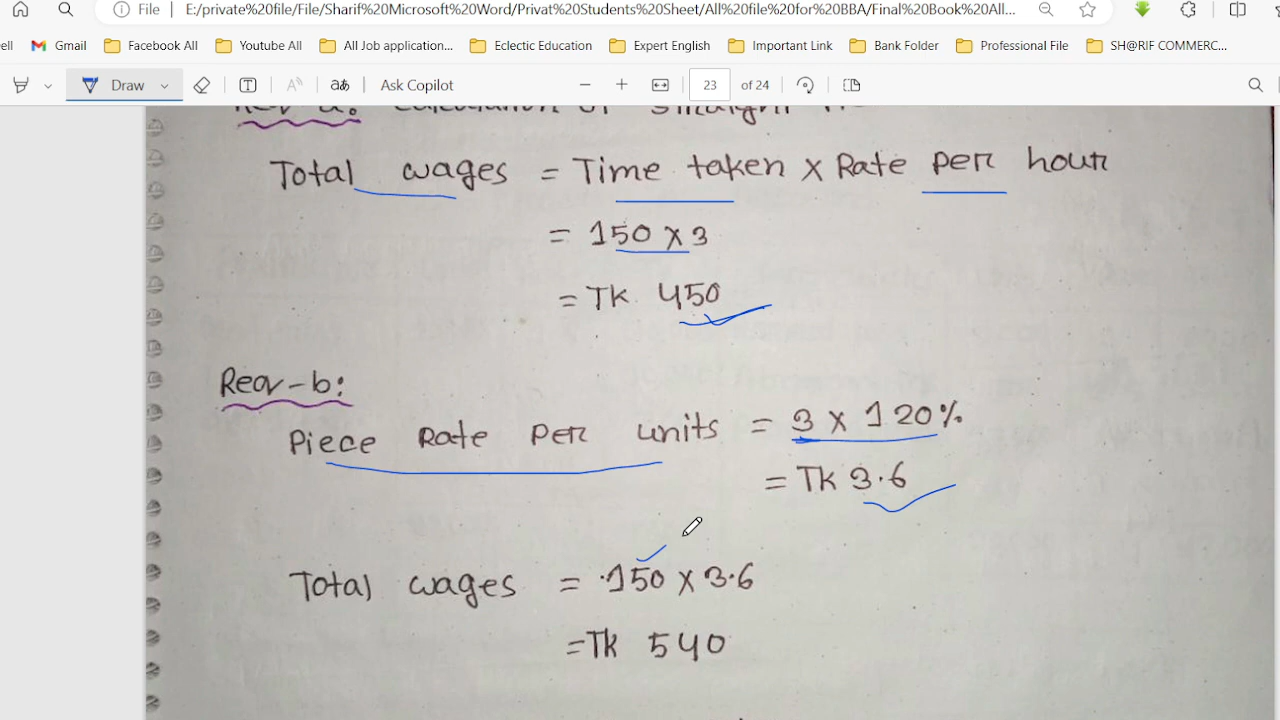 File | E:/private%20file/File/Sharif%20Microsoft%20Word/Privat%20Students%20Sheet/All%20file%20for%20BBA/Final%20Book%20All...
ell Gmail Facebook All Youtube All All Job application... Eclectic Education Expert English Important Link Bank Folder Professional File SH@RIF COMMERC...
Draw Ask Copilot 23 of 24
Total wages = Time taken X Rate per hour
= 150 X 3
= TK 450
Reqr-b:
Piece Rate Per units = 3 X 120%
= TK 3.6
Total wages = 150 X 3.6
= TK 540